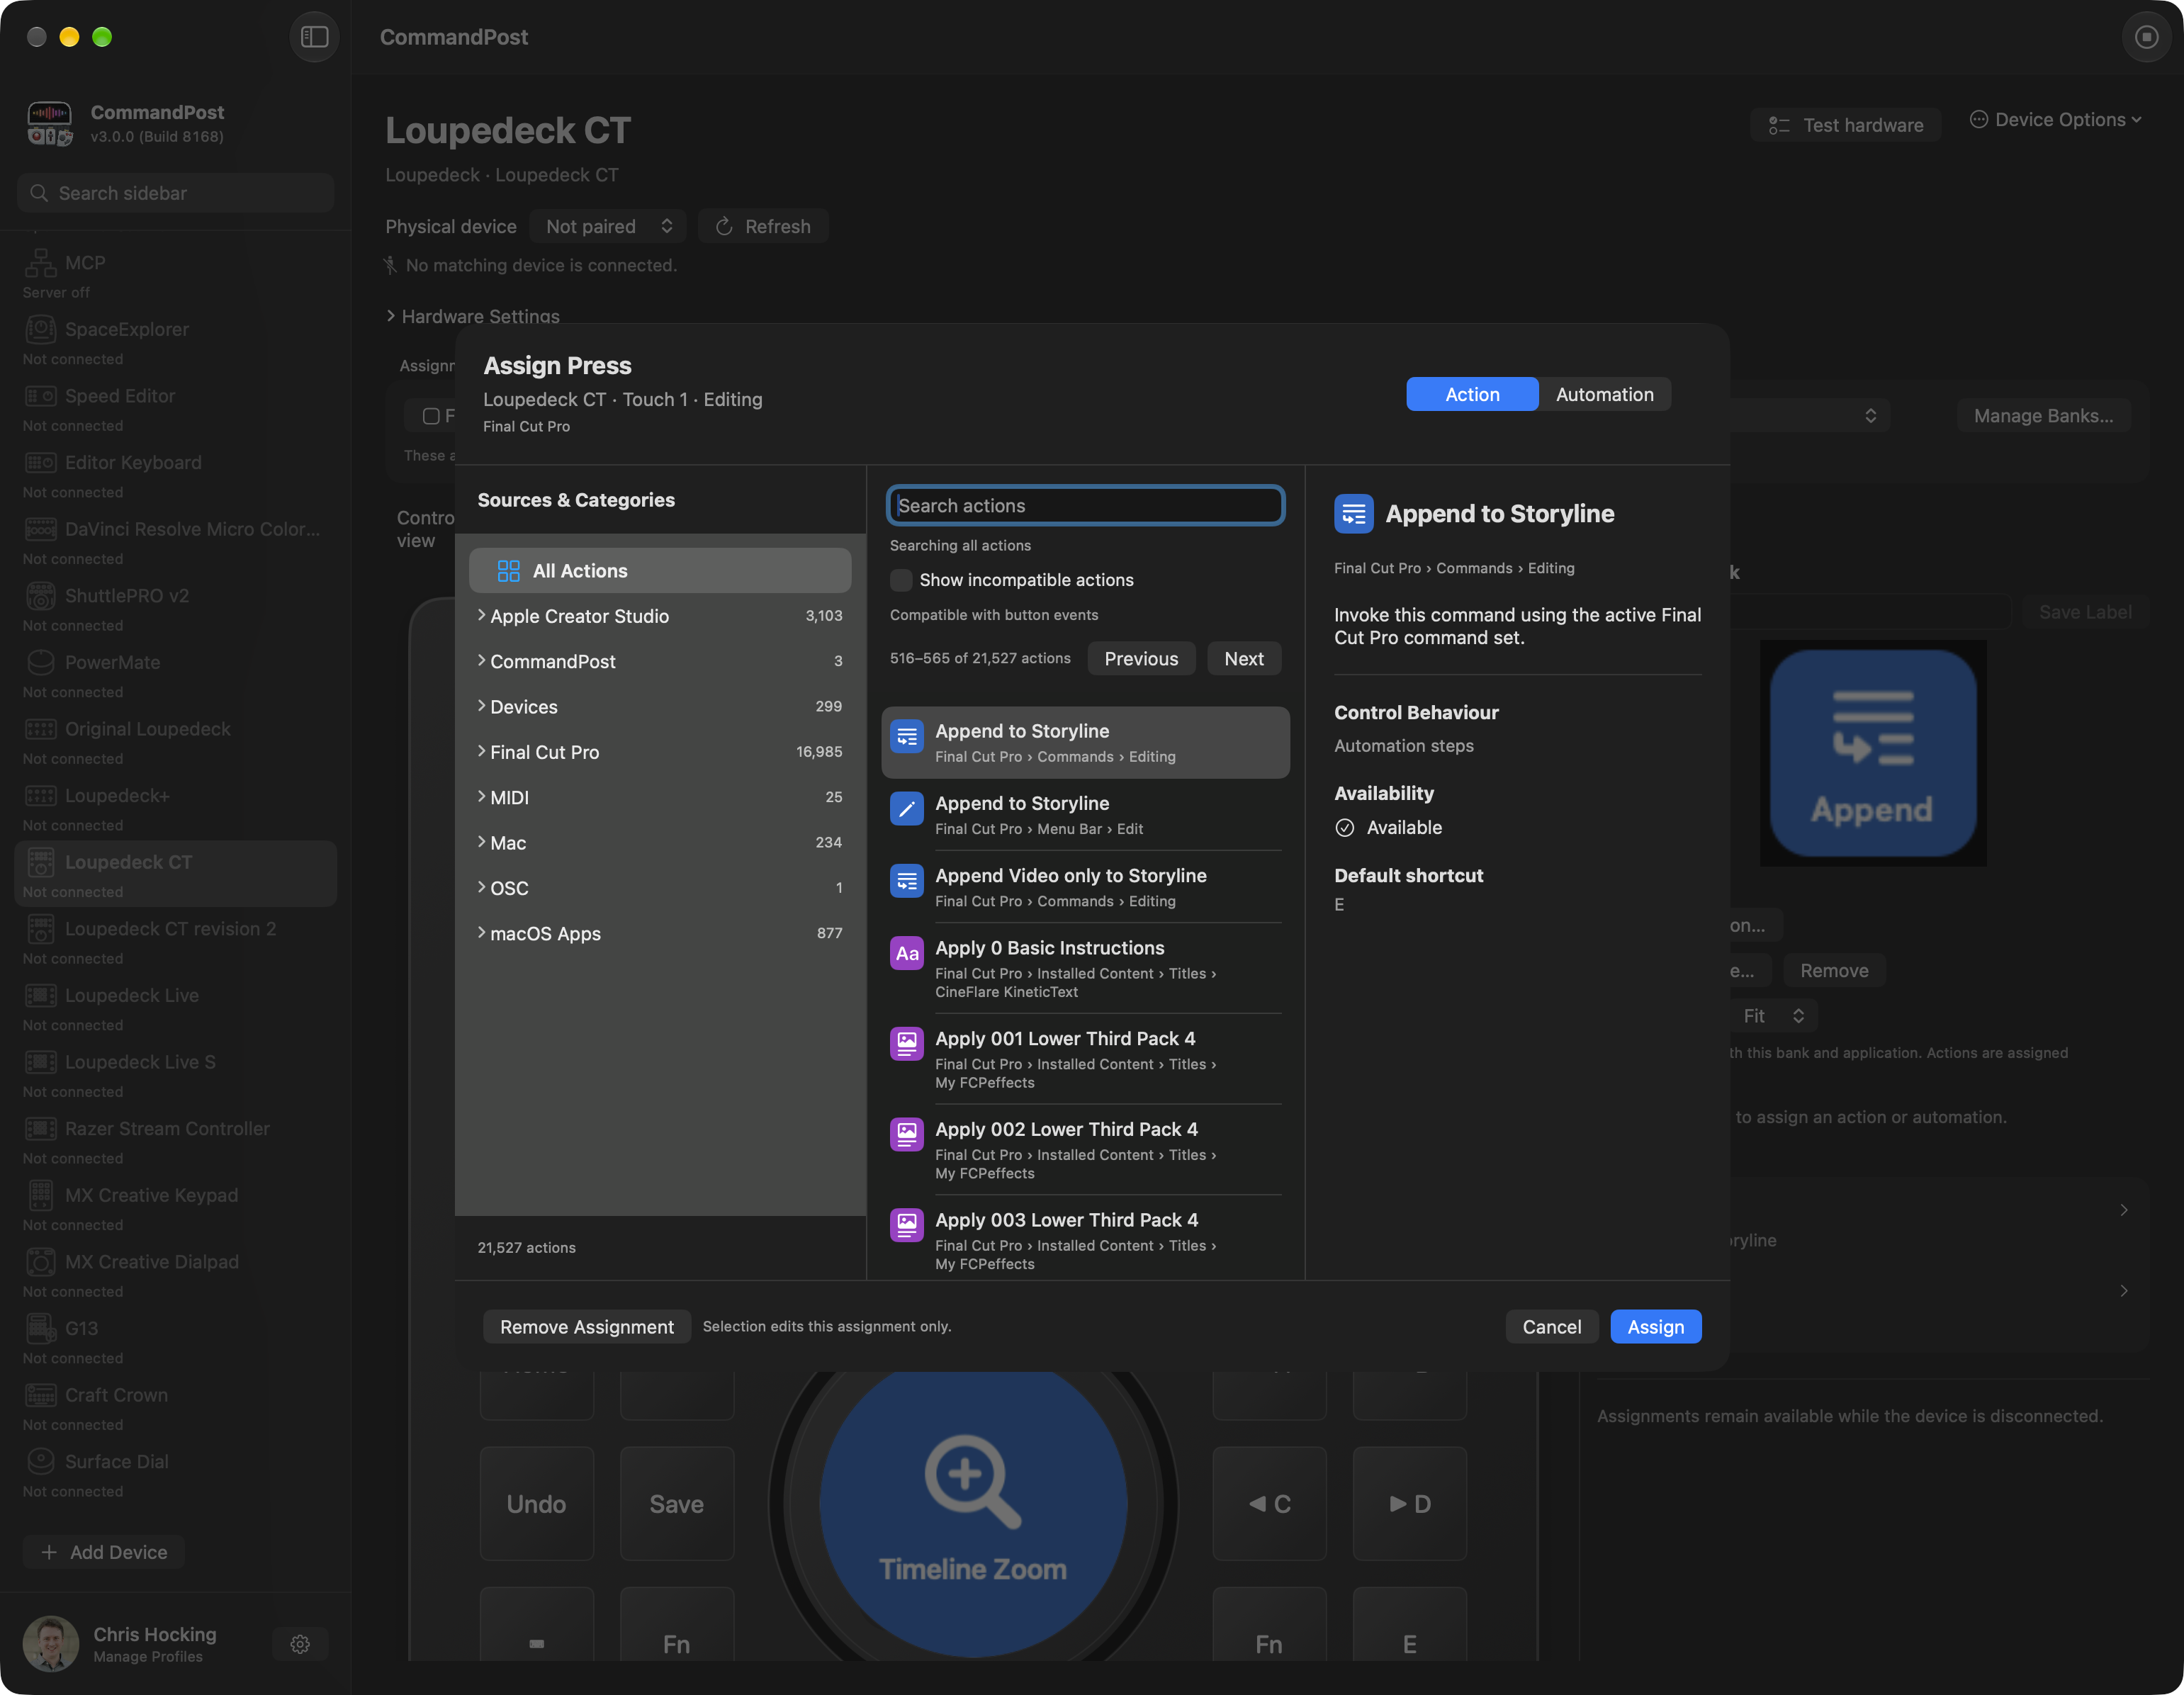 CommandPost
CommandPost
v3.0.0 (Build 8168)
Search sidebar
MCP
Server off
SpaceExplorer
Not connected
Speed Editor
Not connected
Editor Keyboard
Not connected
DaVinci Resolve Micro Color...
Not connected
ShuttlePRO v2
Not connected
PowerMate
Not connected
Original Loupedeck
Not connected
Loupedeck+
Not connected
Loupedeck CT
Not connected
Loupedeck CT revision 2
Not connected
Loupedeck Live
Not connected
Loupedeck Live S
Not connected
Razer Stream Controller
Not connected
MX Creative Keypad
Not connected
MX Creative Dialpad
Not connected
G13
Not connected
Craft Crown
Not connected
Surface Dial
Not connected
Add Device
Chris Hocking
Manage Profiles
Loupedeck CT
Loupedeck · Loupedeck CT
Test hardware
Device Options
Physical device
Not paired
Refresh
No matching device is connected.
Hardware Settings
Manage Banks...
These
view
Assign Press
Loupedeck CT · Touch 1 · Editing
Final Cut Pro
Action
Automation
Sources & Categories
All Actions
Apple Creator Studio 3,103
CommandPost 3
Devices 299
Final Cut Pro 16,985
MIDI 25
Mac 234
OSC 1
macOS Apps 877
21,527 actions
Search actions
Searching all actions
Show incompatible actions
Compatible with button events
516–565 of 21,527 actions
Previous
Next
Append to Storyline
Final Cut Pro › Commands › Editing
Append to Storyline
Final Cut Pro › Menu Bar › Edit
Append Video only to Storyline
Final Cut Pro › Commands › Editing
Aa
Apply 0 Basic Instructions
Final Cut Pro › Installed Content › Titles ›
CineFlare KineticText
Apply 001 Lower Third Pack 4
Final Cut Pro › Installed Content › Titles ›
My FCPeffects
Apply 002 Lower Third Pack 4
Final Cut Pro › Installed Content › Titles ›
My FCPeffects
Apply 003 Lower Third Pack 4
Final Cut Pro › Installed Content › Titles ›
My FCPeffects
Append to Storyline
Final Cut Pro › Commands › Editing
Invoke this command using the active Final
Cut Pro command set.
Control Behaviour
Automation steps
Availability
Available
Default shortcut
E
Remove Assignment
Selection edits this assignment only.
Cancel
Assign
Save Label
Append
Remove
Fit
this bank and application. Actions are assigned
to assign an action or automation.
Assignments remain available while the device is disconnected.
Undo
Save
Timeline Zoom
C
D
Fn
Fn
E